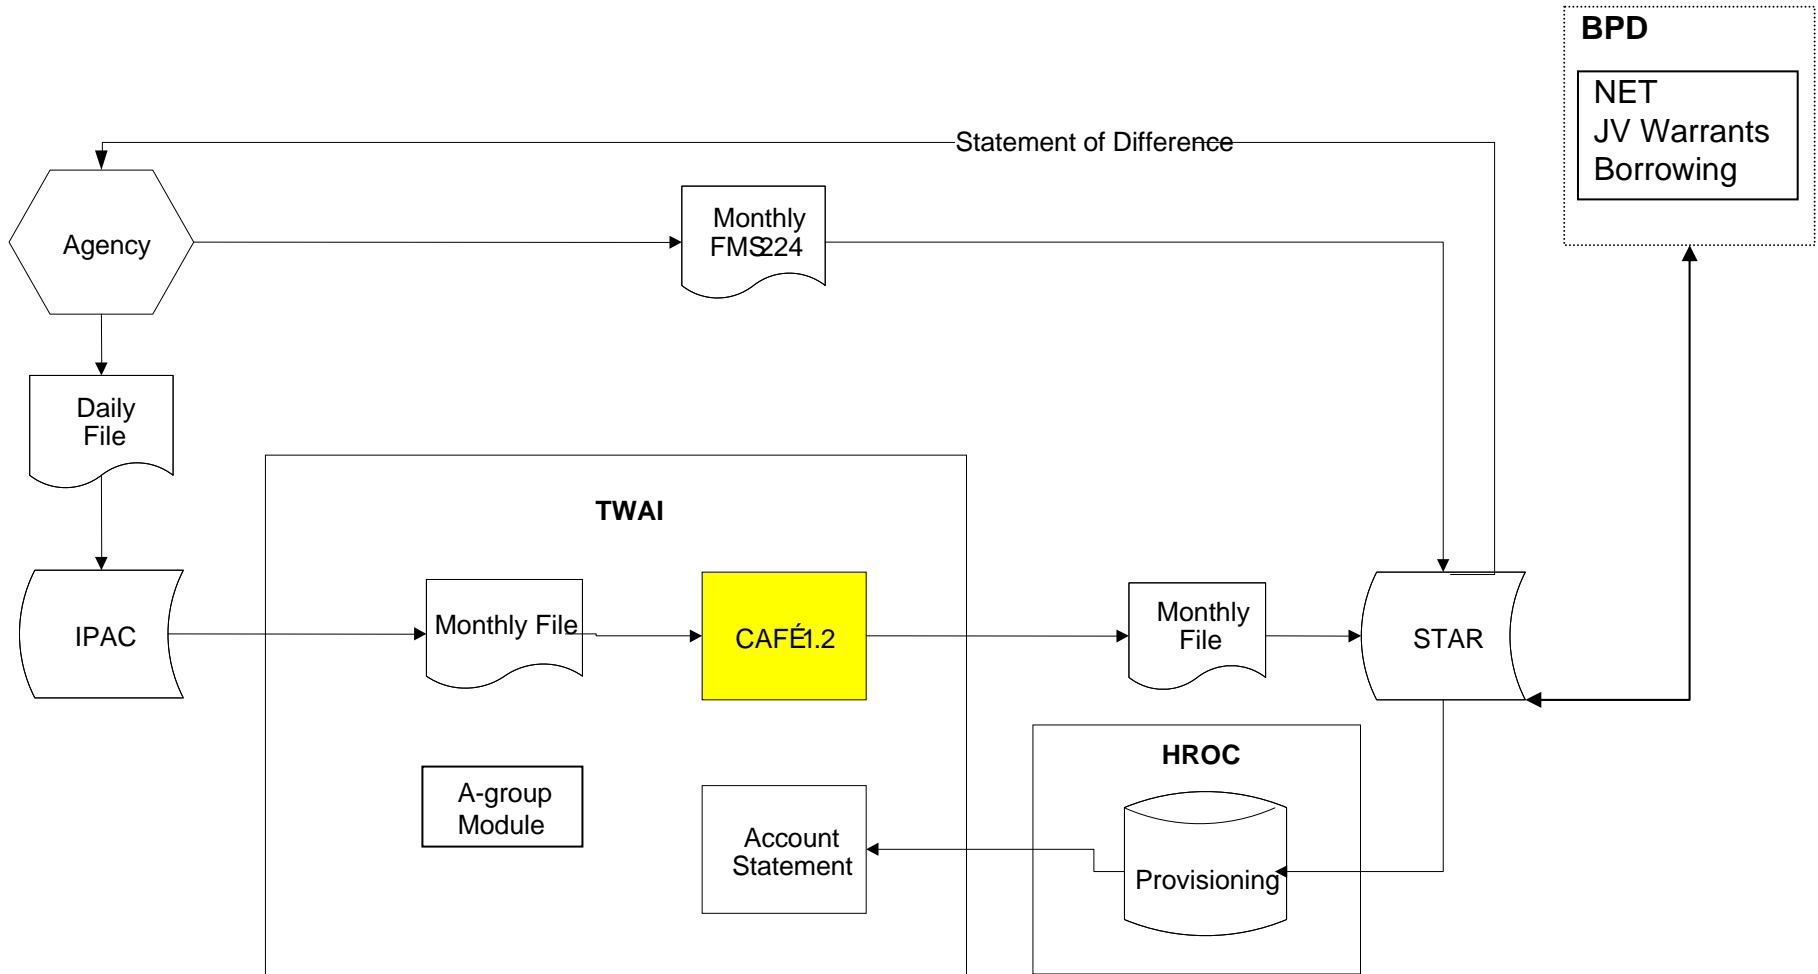 BPD
NET
JV Warrants
Borrowing
Statement of Difference
Agency
Monthly
FMS224
Daily
File
TWAI
IPAC
Monthly File
CAFÉ1.2
Monthly
File
STAR
HROC
A-group
Module
Account
Statement
Provisioning